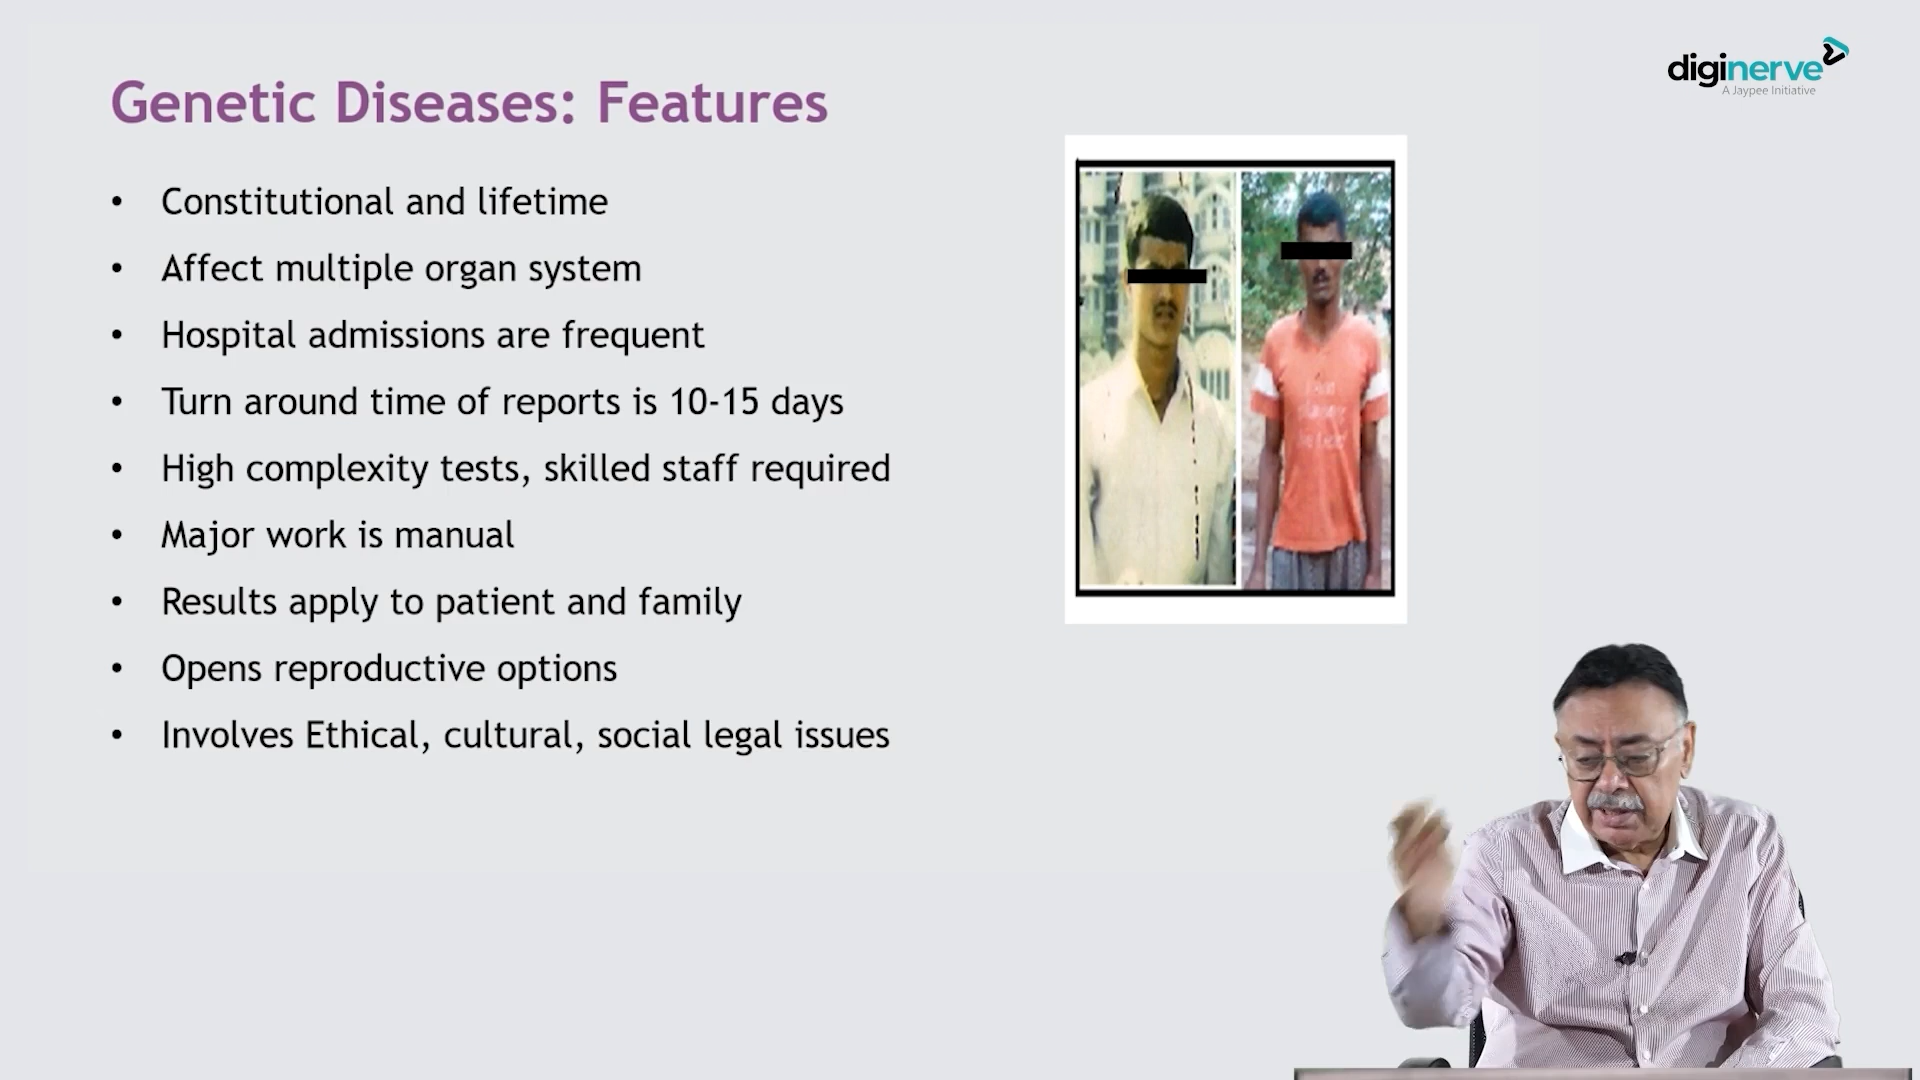 Genetic Diseases: Features
diginerve
A Jaypee Initiative
• Constitutional and lifetime
• Affect multiple organ system
• Hospital admissions are frequent
• Turn around time of reports is 10-15 days
• High complexity tests, skilled staff required
• Major work is manual
• Results apply to patient and family
• Opens reproductive options
• Involves Ethical, cultural, social legal issues